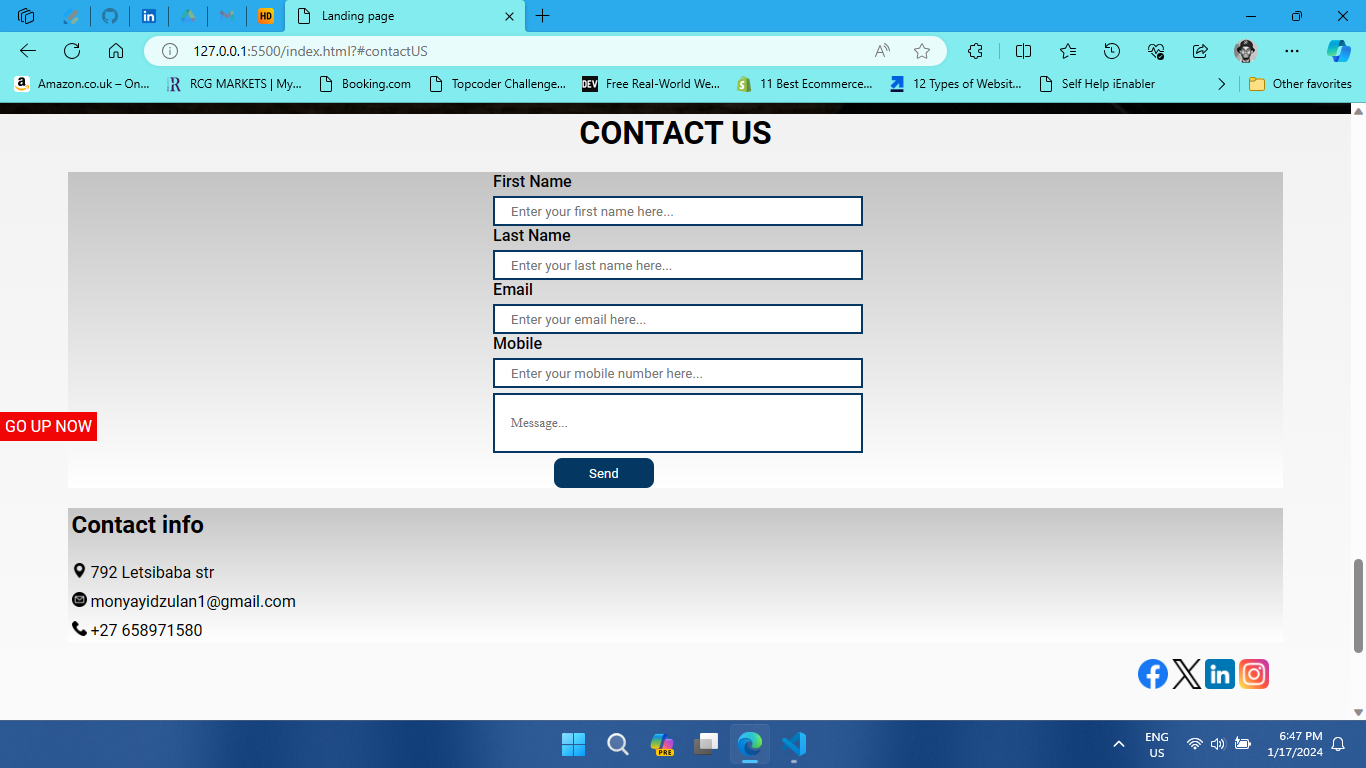 HD
Landing page
127.0.0.1:5500/index.html?#contactUS
Amazon.co.uk – On...
RCG MARKETS | My...
Booking.com
Topcoder Challenge...
DEV
Free Real-World We...
11 Best Ecommerce...
12 Types of Websit...
Self Help iEnabler
Other favorites
CONTACT US
First Name
Enter your first name here...
Last Name
Enter your last name here...
Email
Enter your email here...
Mobile
Enter your mobile number here...
GO UP NOW
Message...
Send
Contact info
792 Letsibaba str
monyayidzulan1@gmail.com
+27 658971580
PRE
ENG
US
6:47 PM
1/17/2024